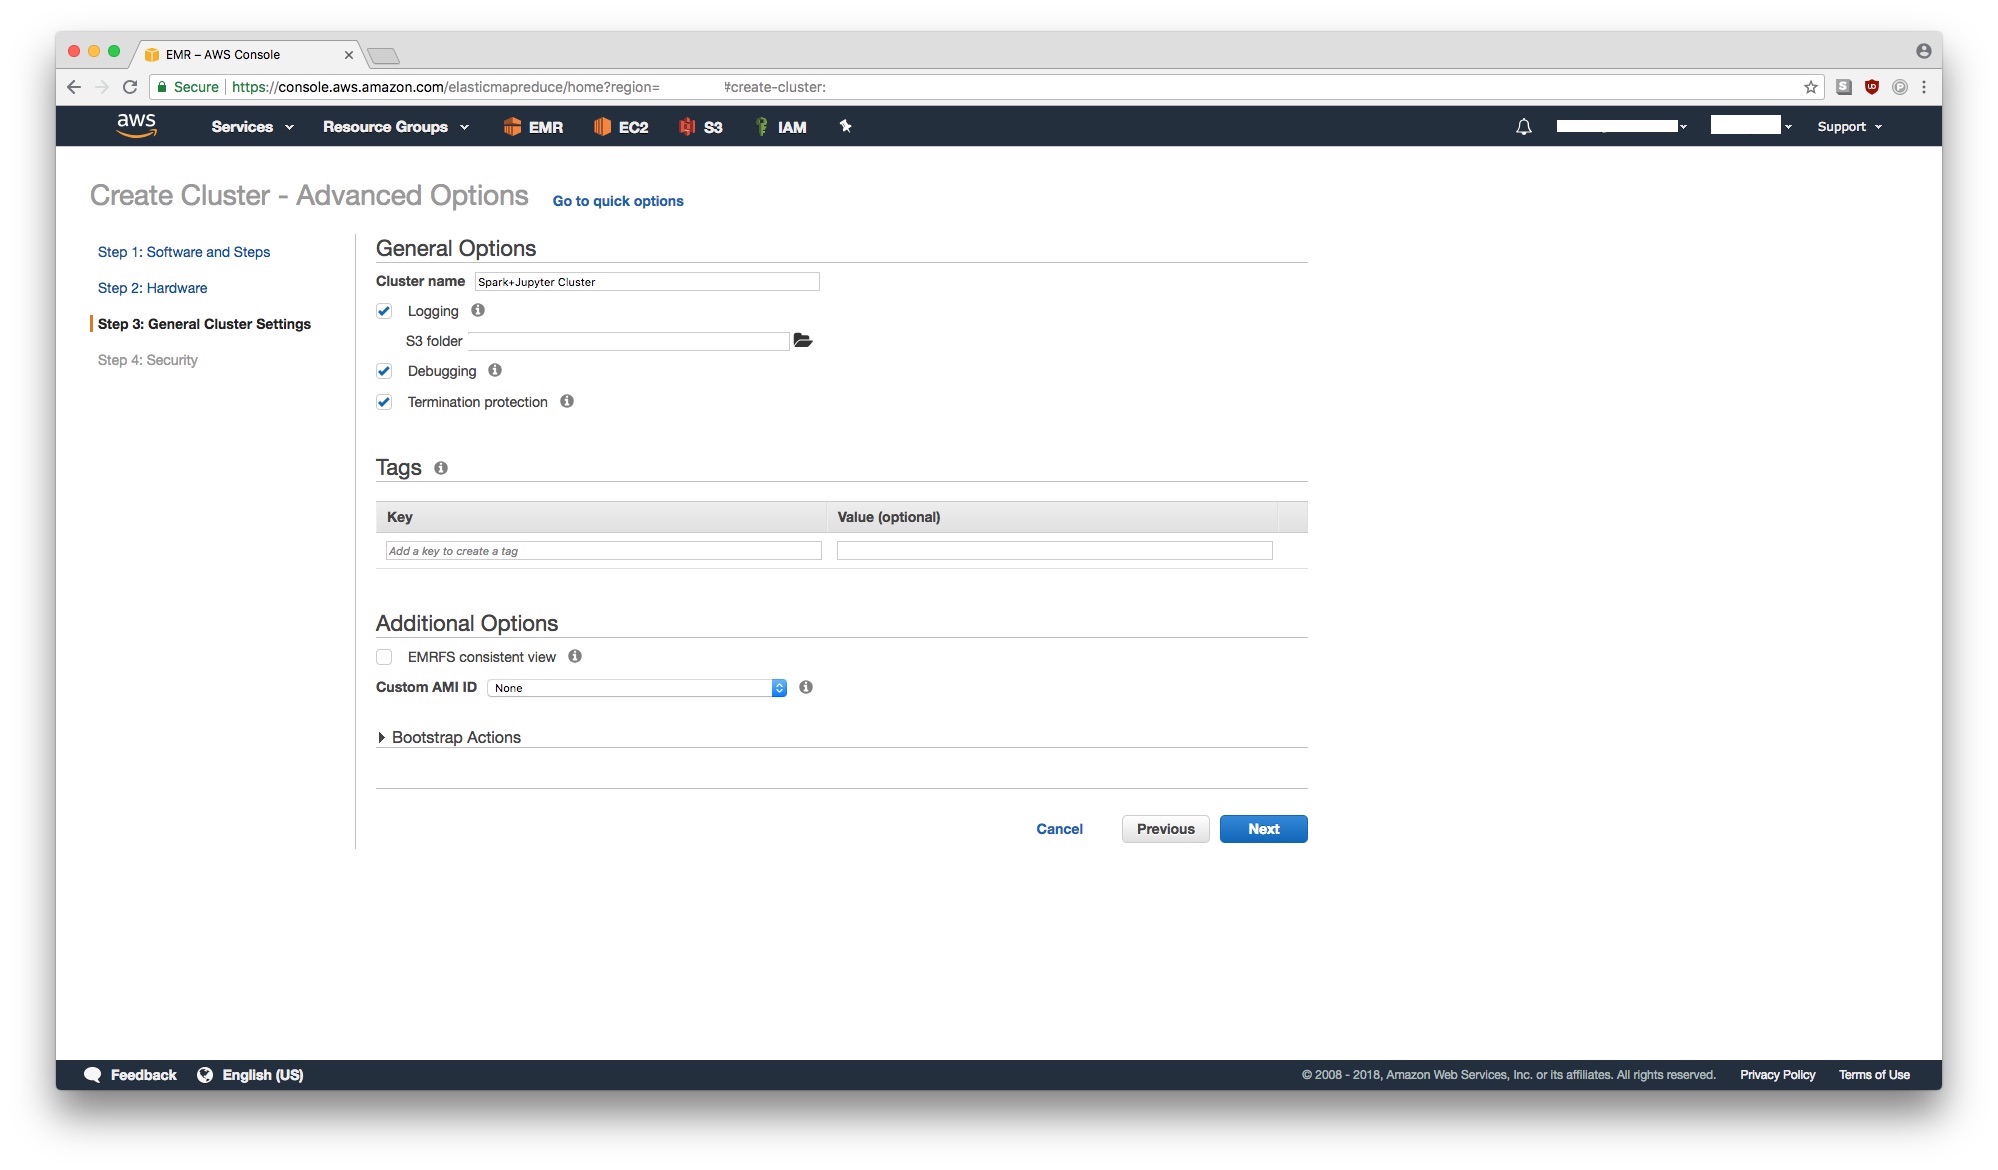 EMR – AWS Console
Secure https://console.aws.amazon.com/elasticmapreduce/home?region= #create-cluster:
aws Services Resource Groups EMR EC2 S3 IAM Support
Create Cluster - Advanced Options Go to quick options
Step 1: Software and Steps
Step 2: Hardware
Step 3: General Cluster Settings
Step 4: Security
General Options
Cluster name Spark+Jupyter Cluster
Logging
S3 folder
Debugging
Termination protection
Tags
Key Value (optional)
Add a key to create a tag
Additional Options
EMRFS consistent view
Custom AMI ID None
Bootstrap Actions
Cancel Previous Next
Feedback English (US) © 2008 - 2018, Amazon Web Services, Inc. or its affiliates. All rights reserved. Privacy Policy Terms of Use